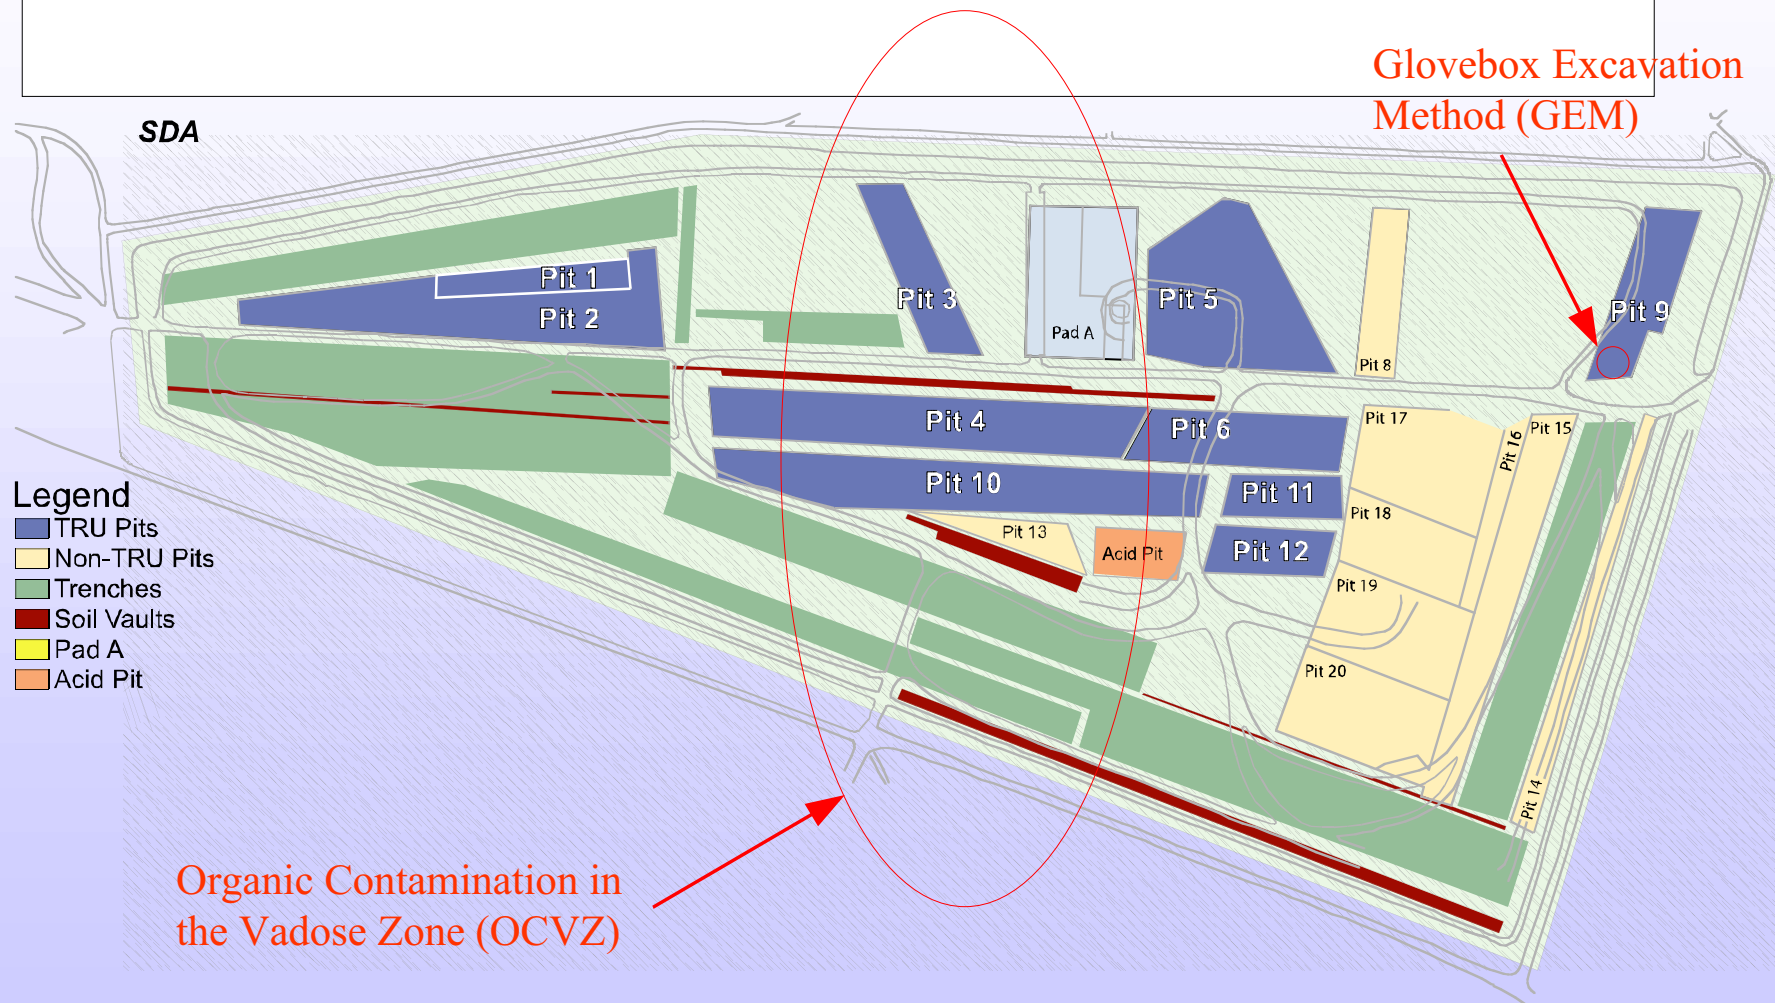 Glovebox Excavation
Method (GEM)
SDA
Pit 1
Pit 2
Pit 3
Pad A
Pit 5
Pit 8
Pit 9
Pit 4
Pit 6
Pit 17
Pit 16
Pit 15
Pit 10
Pit 11
Pit 18
Pit 13
Acid Pit
Pit 12
Pit 19
Pit 20
Pit 14
Legend
TRU Pits
Non-TRU Pits
Trenches
Soil Vaults
Pad A
Acid Pit
Organic Contamination in
the Vadose Zone (OCVZ)